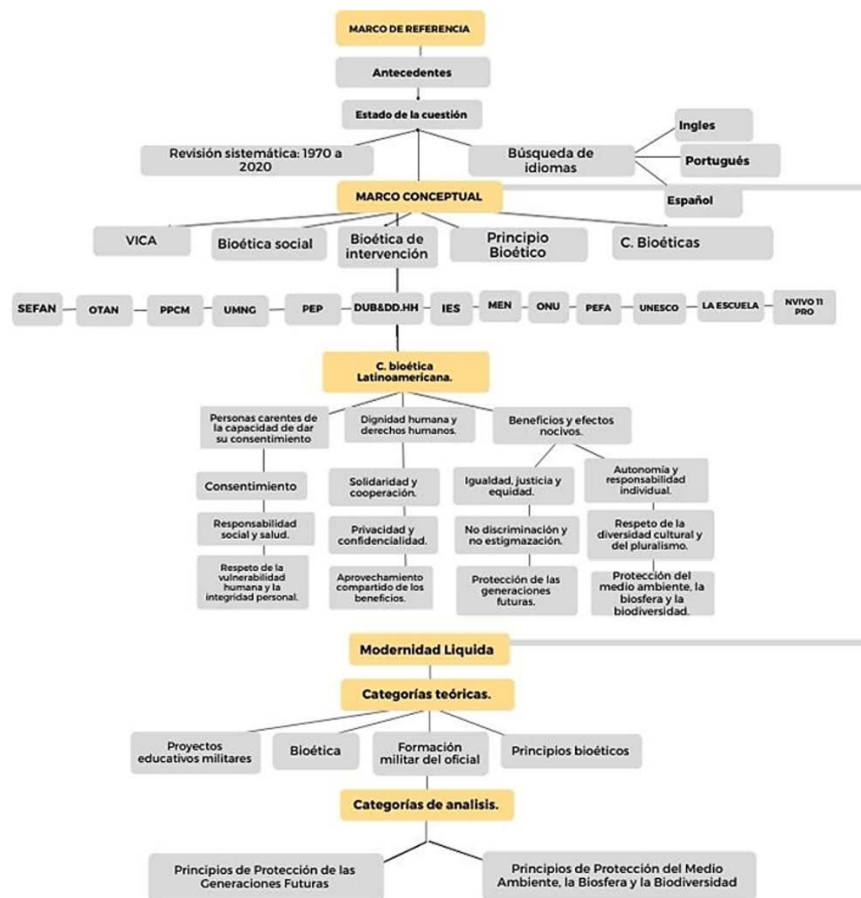 MARCO DE REFERENCIA
Antecedentes
Estado de la cuestión
Revisión sistemática: 1970 a
2020
Búsqueda de
idiomas
Ingles
Portugués
Español
MARCO CONCEPTUAL
VICA
Bioética social
Bioética de
intervención
Principio
Bioético
C. Bioéticas
SEFAN
OTAN
PPCM
UMNG
PEP
DUB&DD.HH
IES
MEN
ONU
PEFA
UNESCO
LA ESCUELA
NVIVO 11
PRO
C. bioética
Latinoamericana.
Personas carentes de
la capacidad de dar
su consentimiento
Dignidad humana y
derechos humanos.
Beneficios y efectos
nocivos.
Consentimiento
Solidaridad y
cooperación.
Igualdad, justicia y
equidad.
Autonomía y
responsabilidad
individual.
Responsabilidad
social y salud.
Privacidad y
confidencialidad.
No discriminación y
no estigmazación.
Respeto de la
diversidad cultural y
del pluralismo.
Respeto de la
vulnerabilidad
humana y la
integridad personal.
Aprovechamiento
compartido de los
beneficios.
Protección de las
generaciones
futuras.
Protección del
medio ambiente, la
biosfera y la
biodiversidad.
Modernidad Liquida
Categorías teóricas.
Proyectos
educativos militares
Bioética
Formación
militar del oficial
Principios bioéticos
Categorías de analisis.
Principios de Protección de las
Generaciones Futuras
Principios de Protección del Medio
Ambiente, la Biosfera y la Biodiversidad